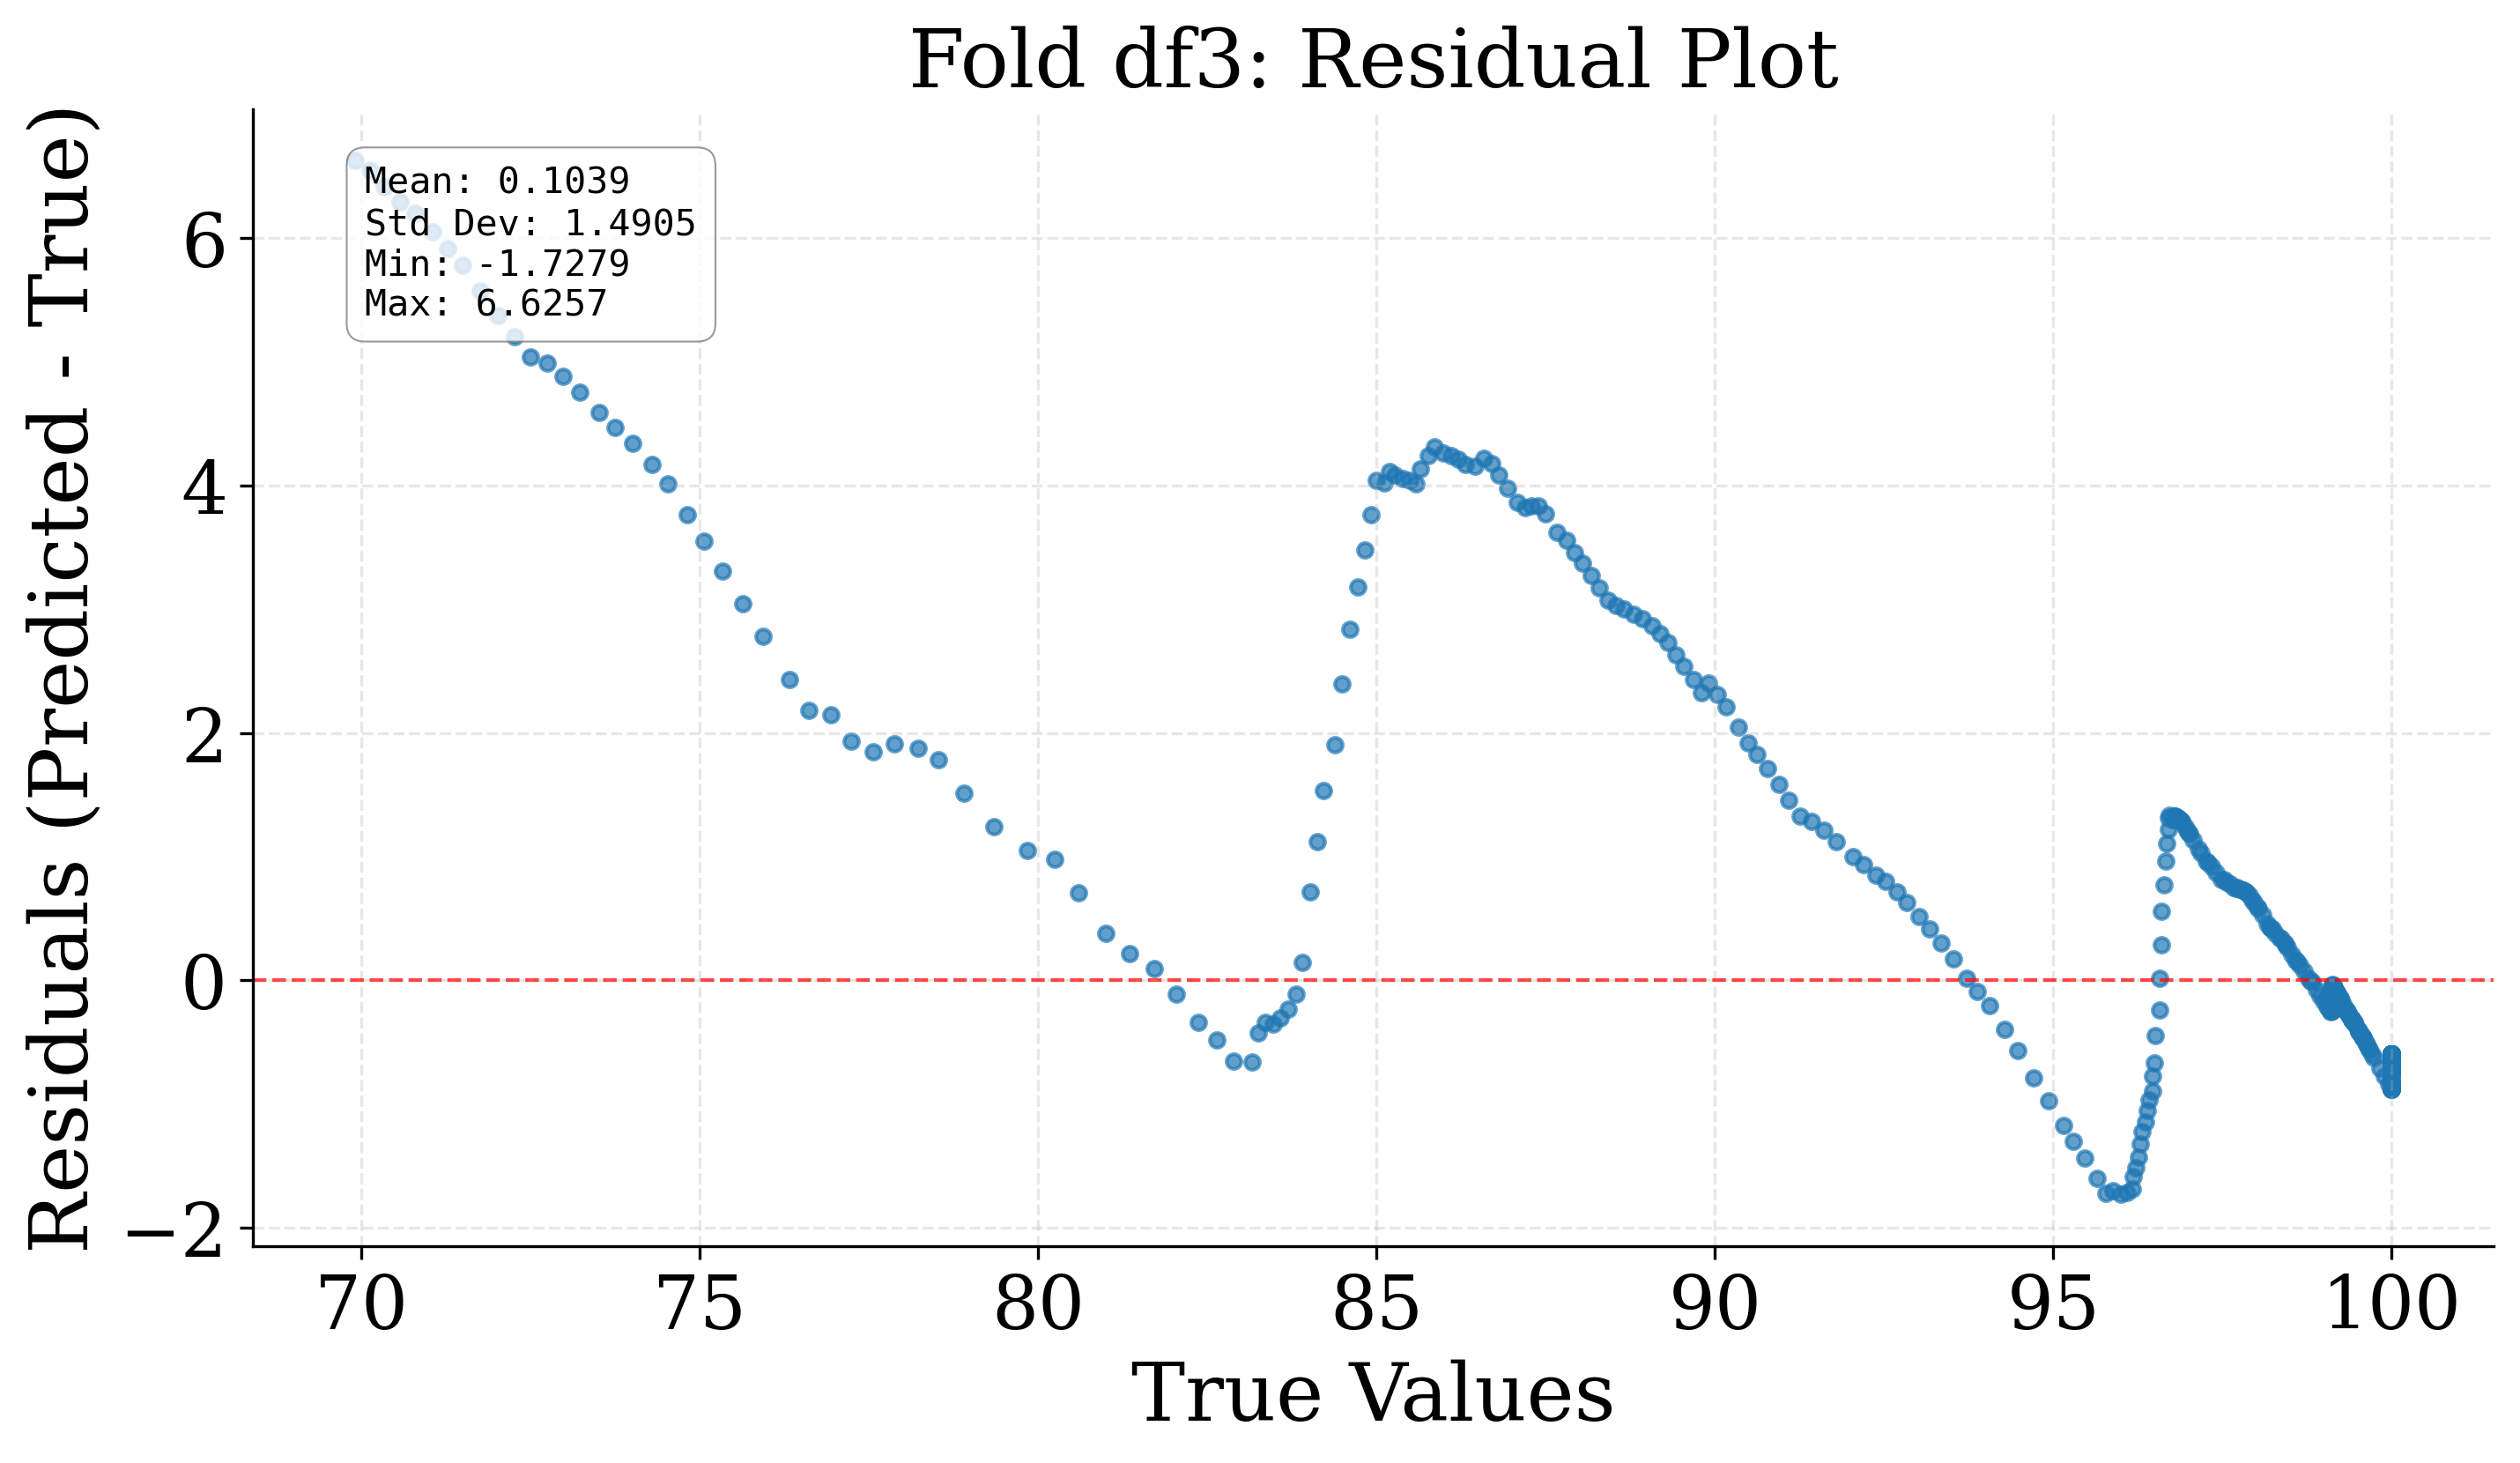 Fold df3: Residual Plot
Residuals (Predicted - True)
Mean: 0.1039
Std Dev: 1.4905
Min: -1.7279
Max: 6.6257
6
4
2
0
−2
70 75 80 85 90 95 100
True Values